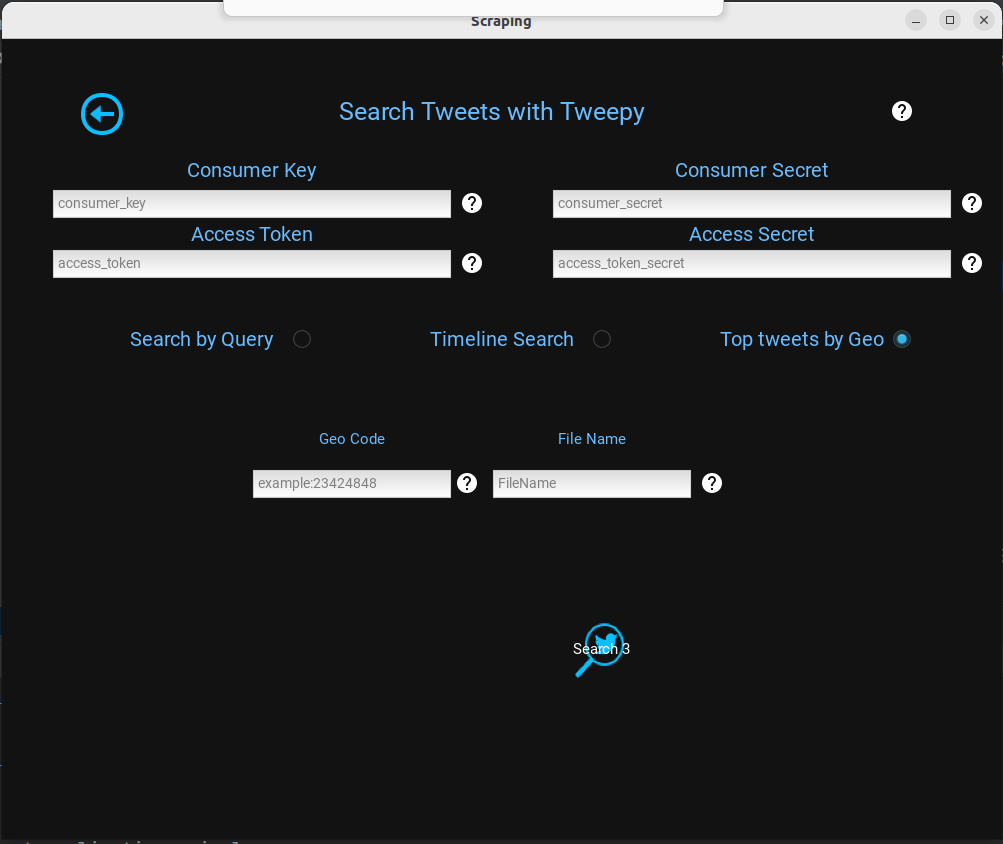 Scraping
Search Tweets with Tweepy
?
Consumer Key
Consumer Secret
consumer_key
?
consumer_secret
?
Access Token
Access Secret
access_token
?
access_token_secret
?
Search by Query
Timeline Search
Top tweets by Geo
Geo Code
File Name
example:23424848
?
FileName
?
Search 3